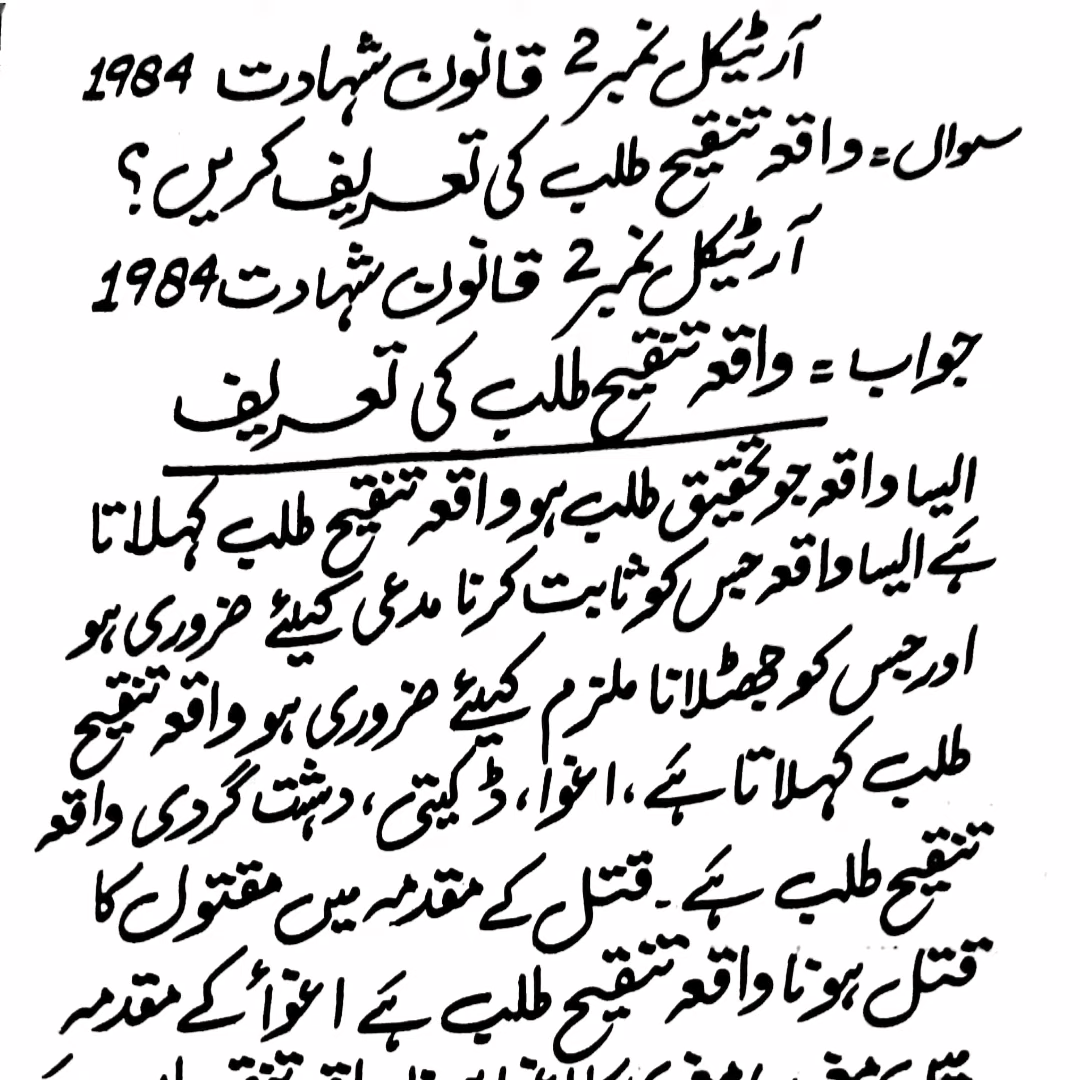 آرٹیکل نمبر 2 قانون شہادت 1984
سوال = واقعہ تنقیح طلب کی تعریف کریں؟
آرٹیکل نمبر 2 قانون شہادت 1984
جواب = واقعہ تنقیح طلب کی تعریف
ایسا واقعہ جو تحقیق طلب ہو واقعہ تنقیح طلب کہلاتا
ہے ایسا واقعہ جس کو ثابت کرنا مدعی کیلئے ضروری ہو
اور جس کو جھٹلانا ملزم کیلئے ضروری ہو واقعہ تنقیح
طلب کہلاتا ہے، اغوا، ڈکیتی، دہشت گردی واقعہ
تنقیح طلب ہے۔ قتل کے مقدمہ میں مقتول کا
قتل ہونا واقعہ تنقیح طلب ہے اغوأ کے مقدمہ